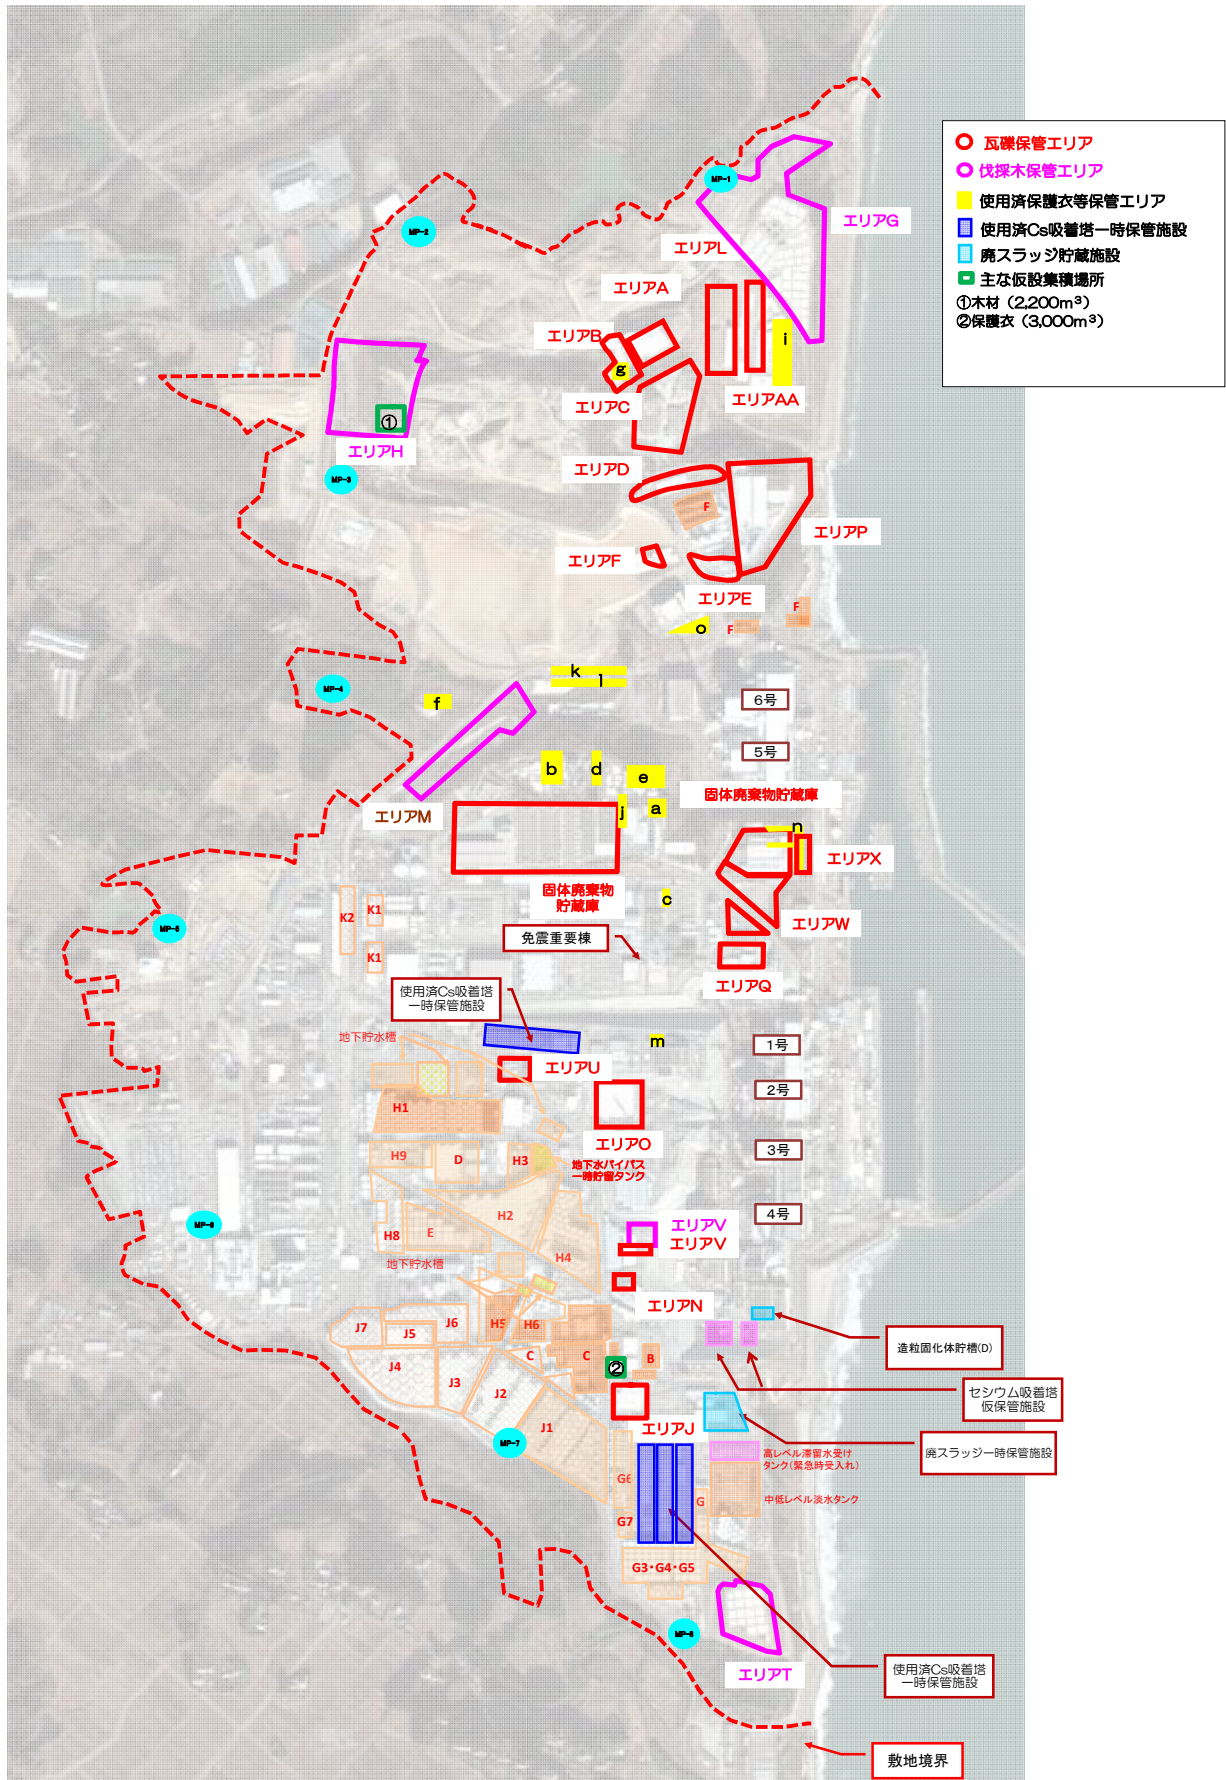 瓦礫保管エリア
伐採木保管エリア
使用済保護衣等保管エリア
使用済Cs吸着塔一時保管施設
廃スラッジ貯蔵施設
主な仮設集積場所
①木材（2,200m³）
②保護衣（3,000m³）
MP-1
エリアG
MP-2
エリアL
エリアA
エリアB
i
g
エリアC
エリアAA
①
エリアH
エリアD
MP-3
F
エリアP
エリアF
エリアE
F
o
F
k
l
MP-4
f
6号
5号
b
d
e
固体廃棄物貯蔵庫
j
a
エリアM
n
エリアX
固体廃棄物
貯蔵庫
c
K2
K1
エリアW
MP-5
免震重要棟
K1
エリアQ
使用済Cs吸着塔
一時保管施設
地下貯水槽
m
1号
エリアU
2号
H1
エリアO
3号
H9
D
H3
地下水バイパス
一時貯留タンク
H2
4号
MP-6
エリアV
H8
E
エリアV
H4
地下貯水槽
エリアN
J7
J5
J6
H5
H6
造粒固化体貯槽(D)
J4
C
C
B
②
J3
J2
セシウム吸着塔
仮保管施設
J1
エリアJ
MP-7
廃スラッジ一時保管施設
高レベル滞留水受け
タンク(緊急時受入れ)
G6
G
中低レベル淡水タンク
G7
G3・G4・G5
MP-8
エリアT
使用済Cs吸着塔
一時保管施設
敷地境界